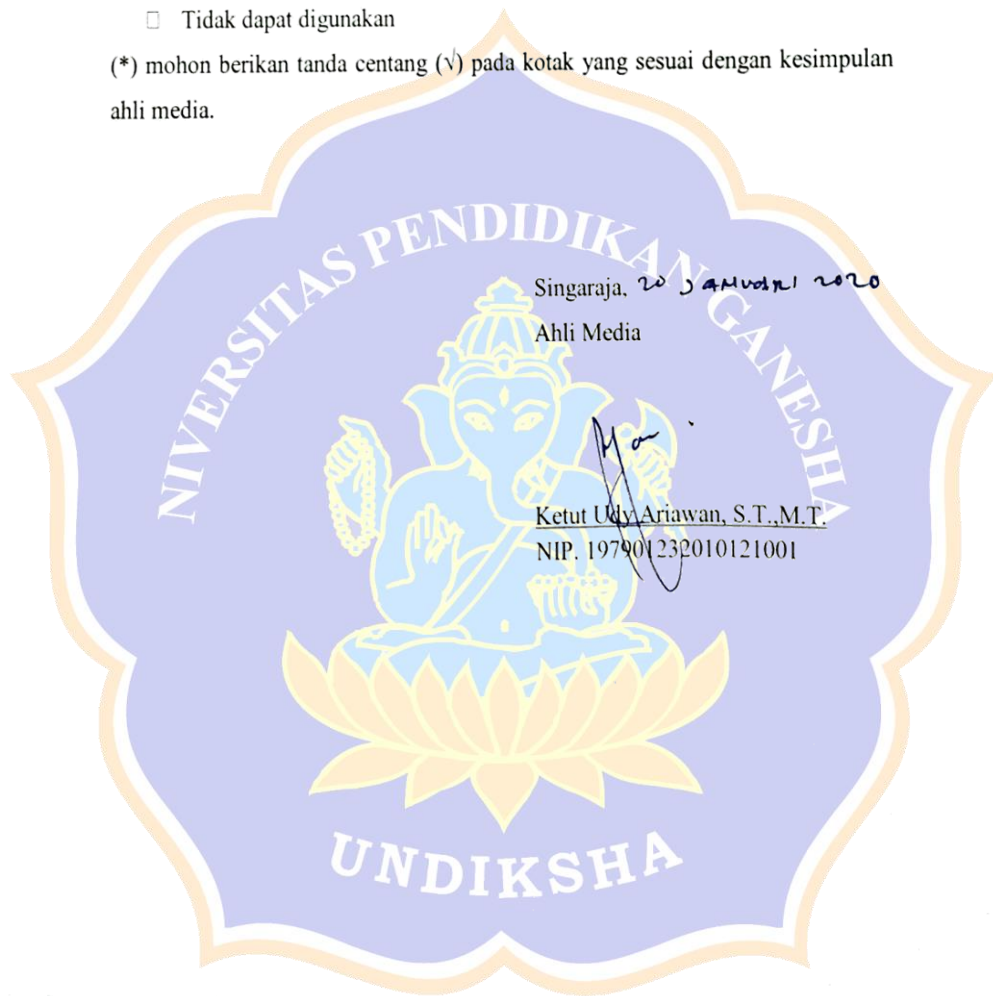 ☐ Tidak dapat digunakan
(*) mohon berikan tanda centang (√) pada kotak yang sesuai dengan kesimpulan
ahli media.
NIVERSITAS PENDIDIKAN GANESHA
Singaraja, 20 JANUARI 2020
Ahli Media
Ketut Udy Ariawan, S.T.,M.T.
NIP. 197901232010121001
UNDIKSHA